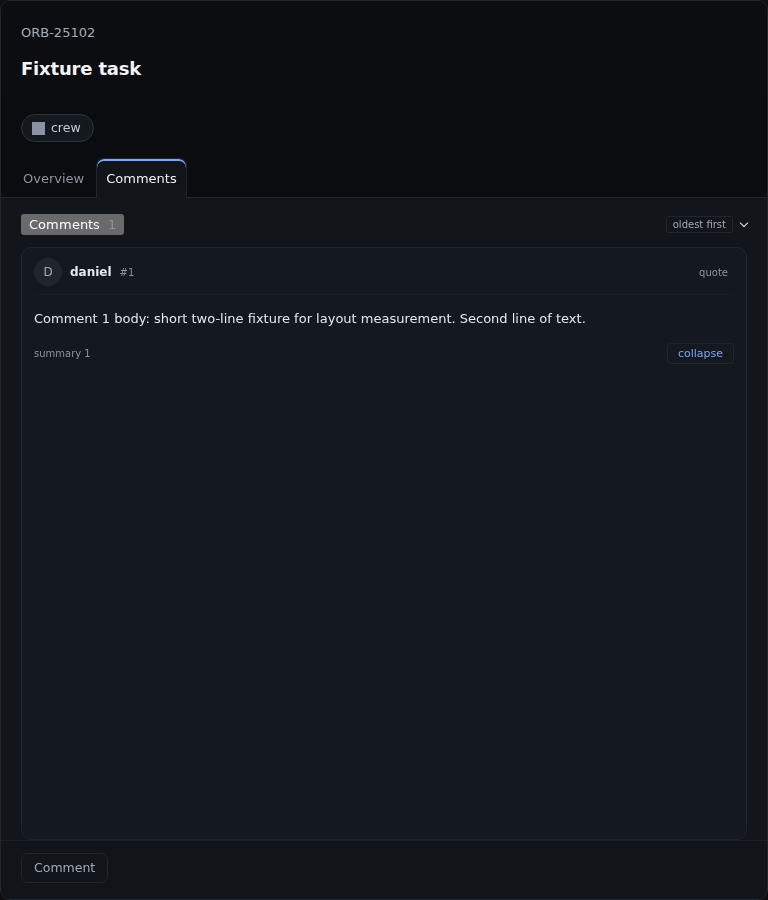 ORB-25102
Fixture task
crew
Overview Comments
Comments 1 oldest first
D daniel #1 quote
Comment 1 body: short two-line fixture for layout measurement. Second line of text.
summary 1 collapse
Comment